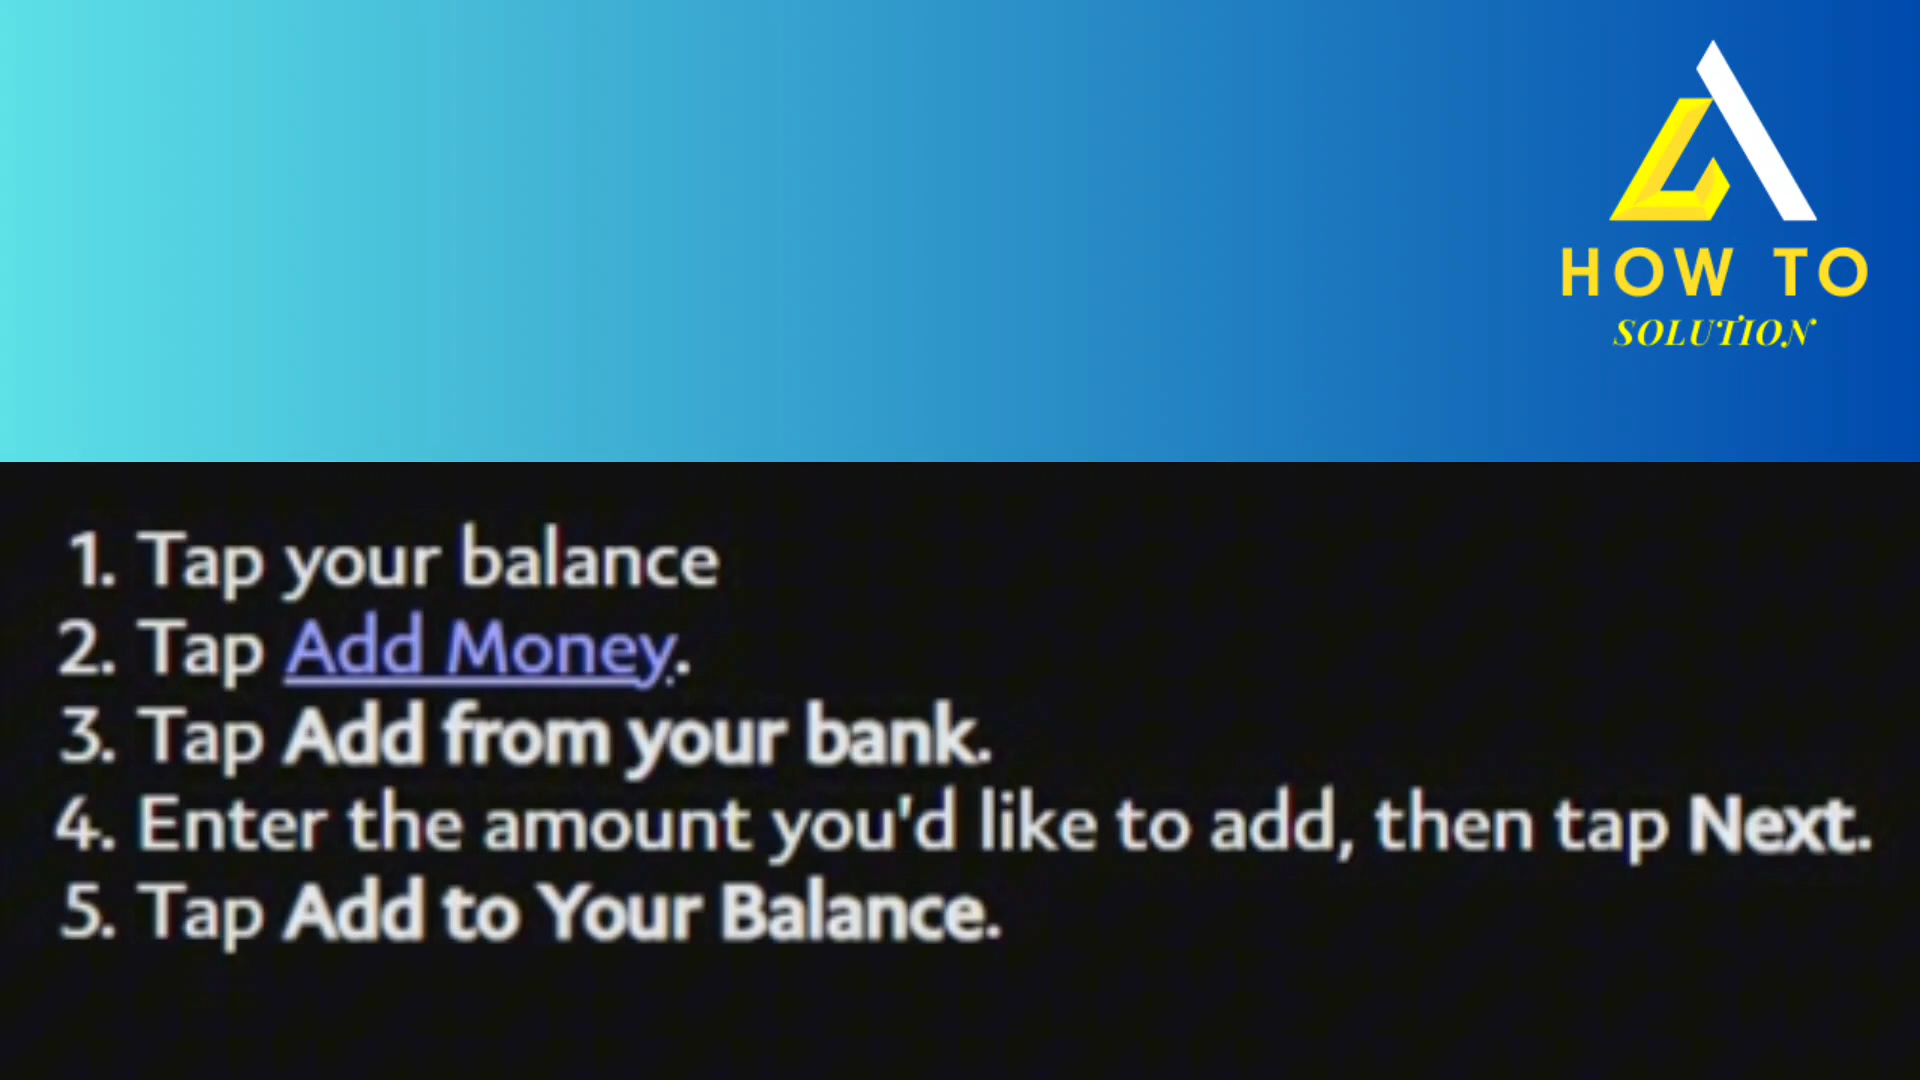 HOW TO
SOLUTION
1. Tap your balance
2. Tap Add Money.
3. Tap Add from your bank.
4. Enter the amount you'd like to add, then tap Next.
5. Tap Add to Your Balance.